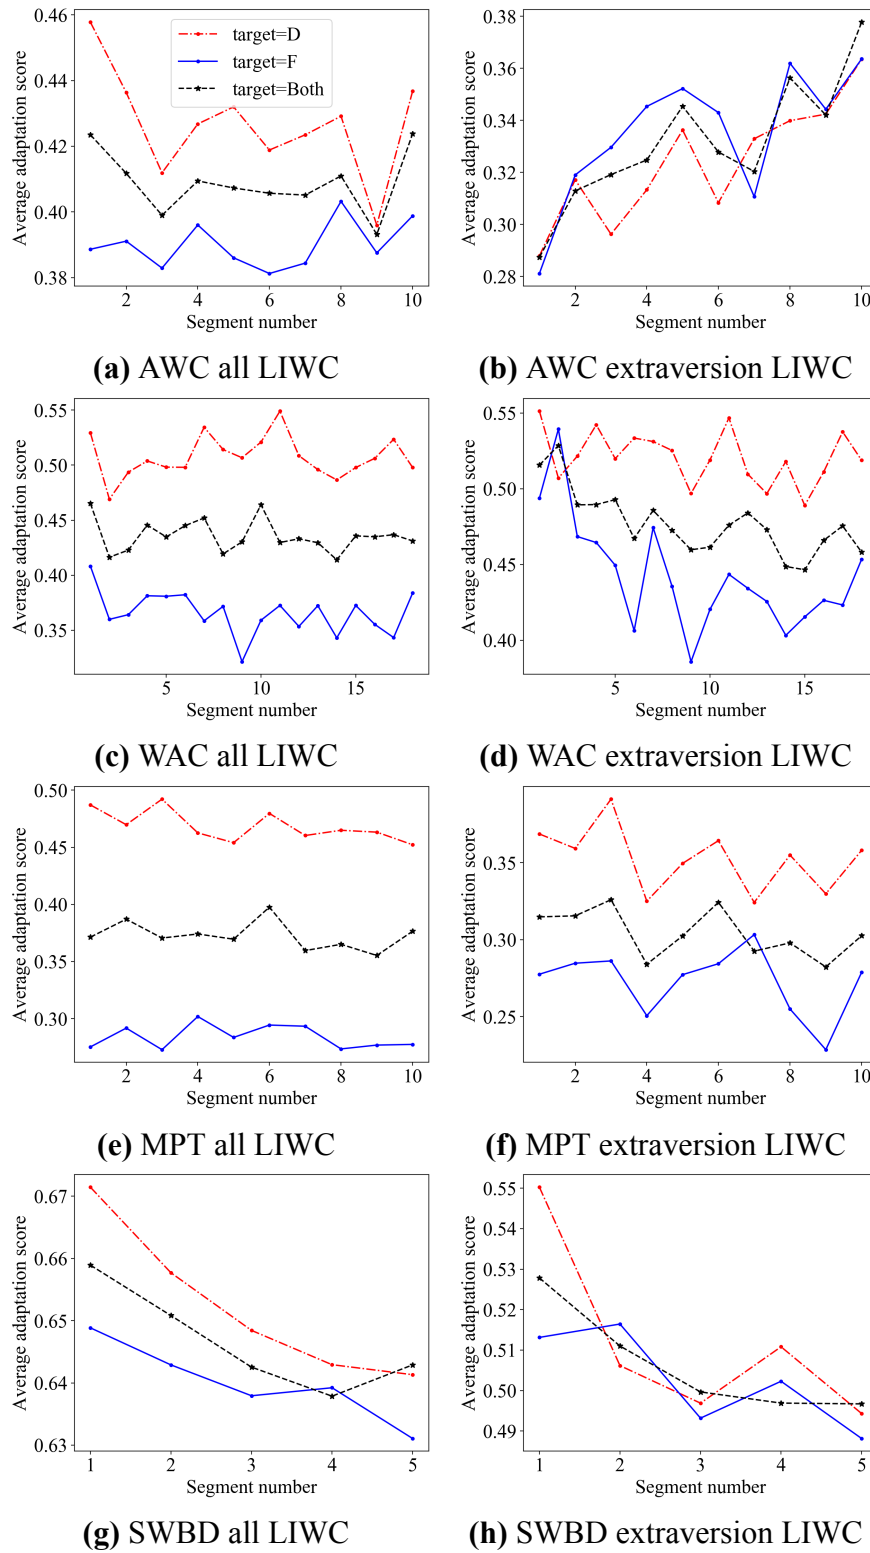 0.46
0.44
0.42
0.40
0.38
Average adaptation score
target=D
target=F
target=Both
2 4 6 8 10
Segment number
(a) AWC all LIWC
0.36
0.34
0.32
0.30
0.28
Average adaptation score
2 4 6 8 10
Segment number
(b) AWC extraversion LIWC
0.55
0.50
0.45
0.40
0.35
Average adaptation score
5 10 15
Segment number
(c) WAC all LIWC
0.55
0.50
0.45
0.40
Average adaptation score
5 10 15
Segment number
(d) WAC extraversion LIWC
0.50
0.45
0.40
0.35
0.30
Average adaptation score
2 4 6 8 10
Segment number
(e) MPT all LIWC
0.35
0.30
0.25
Average adaptation score
2 4 6 8 10
Segment number
(f) MPT extraversion LIWC
0.67
0.66
0.65
0.64
0.63
Average adaptation score
1 2 3 4 5
Segment number
(g) SWBD all LIWC
0.55
0.54
0.53
0.52
0.51
0.50
0.49
Average adaptation score
1 2 3 4 5
Segment number
(h) SWBD extraversion LIWC